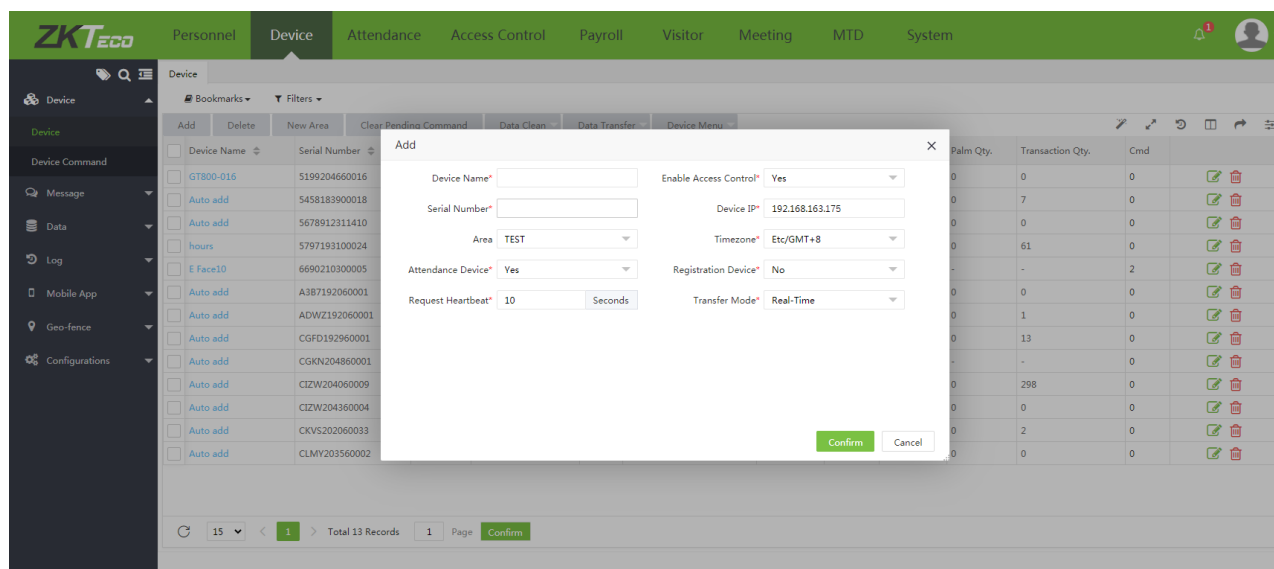 ZKTECO Personnel Device Attendance Access Control Payroll Visitor Meeting MTD System 1
Device
Bookmarks Filters
Device
Device
Device Command
Message
Data
Log
Mobile App
Geo-fence
Configurations
Add Delete New Area Clear Pending Command Data Clean Data Transfer Device Menu
Device Name Serial Number Palm Qty. Transaction Qty. Cmd
GT800-016 5199204660016 0 0 0
Auto add 5458183900018 0 7 0
Auto add 5678912311410 0 0 0
hours 5797193100024 0 61 0
E Face10 6690210300005 - - 2
Auto add A3B7192060001 0 0 0
Auto add ADWZ192060001 0 1 0
Auto add CGFD192960001 0 13 0
Auto add CGKN204860001 - - 0
Auto add CIZW204060009 0 298 0
Auto add CIZW204360004 0 0 0
Auto add CKVS202060033 0 2 0
Auto add CLMY203560002 0 0 0
Add
Device Name* Enable Access Control* Yes
Serial Number* Device IP* 192.168.163.175
Area TEST Timezone* Etc/GMT+8
Attendance Device* Yes Registration Device* No
Request Heartbeat* 10 Seconds Transfer Mode* Real-Time
Confirm Cancel
15 < 1 > Total 13 Records 1 Page Confirm